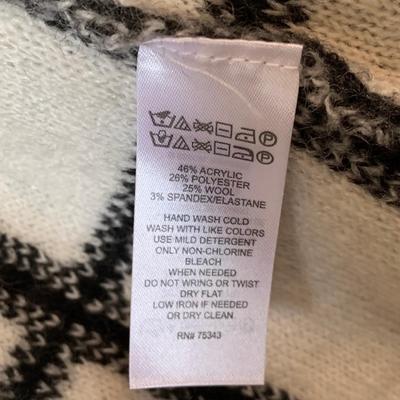 46% ACRYLIC
26% POLYESTER
25% WOOL
3% SPANDEX/ELASTANE
HAND WASH COLD
WASH WITH LIKE COLORS
USE MILD DETERGENT
ONLY NON-CHLORINE
BLEACH
WHEN NEEDED
DO NOT WRING OR TWIST
DRY FLAT
LOW IRON IF NEEDED
OR DRY CLEAN
RN# 75343